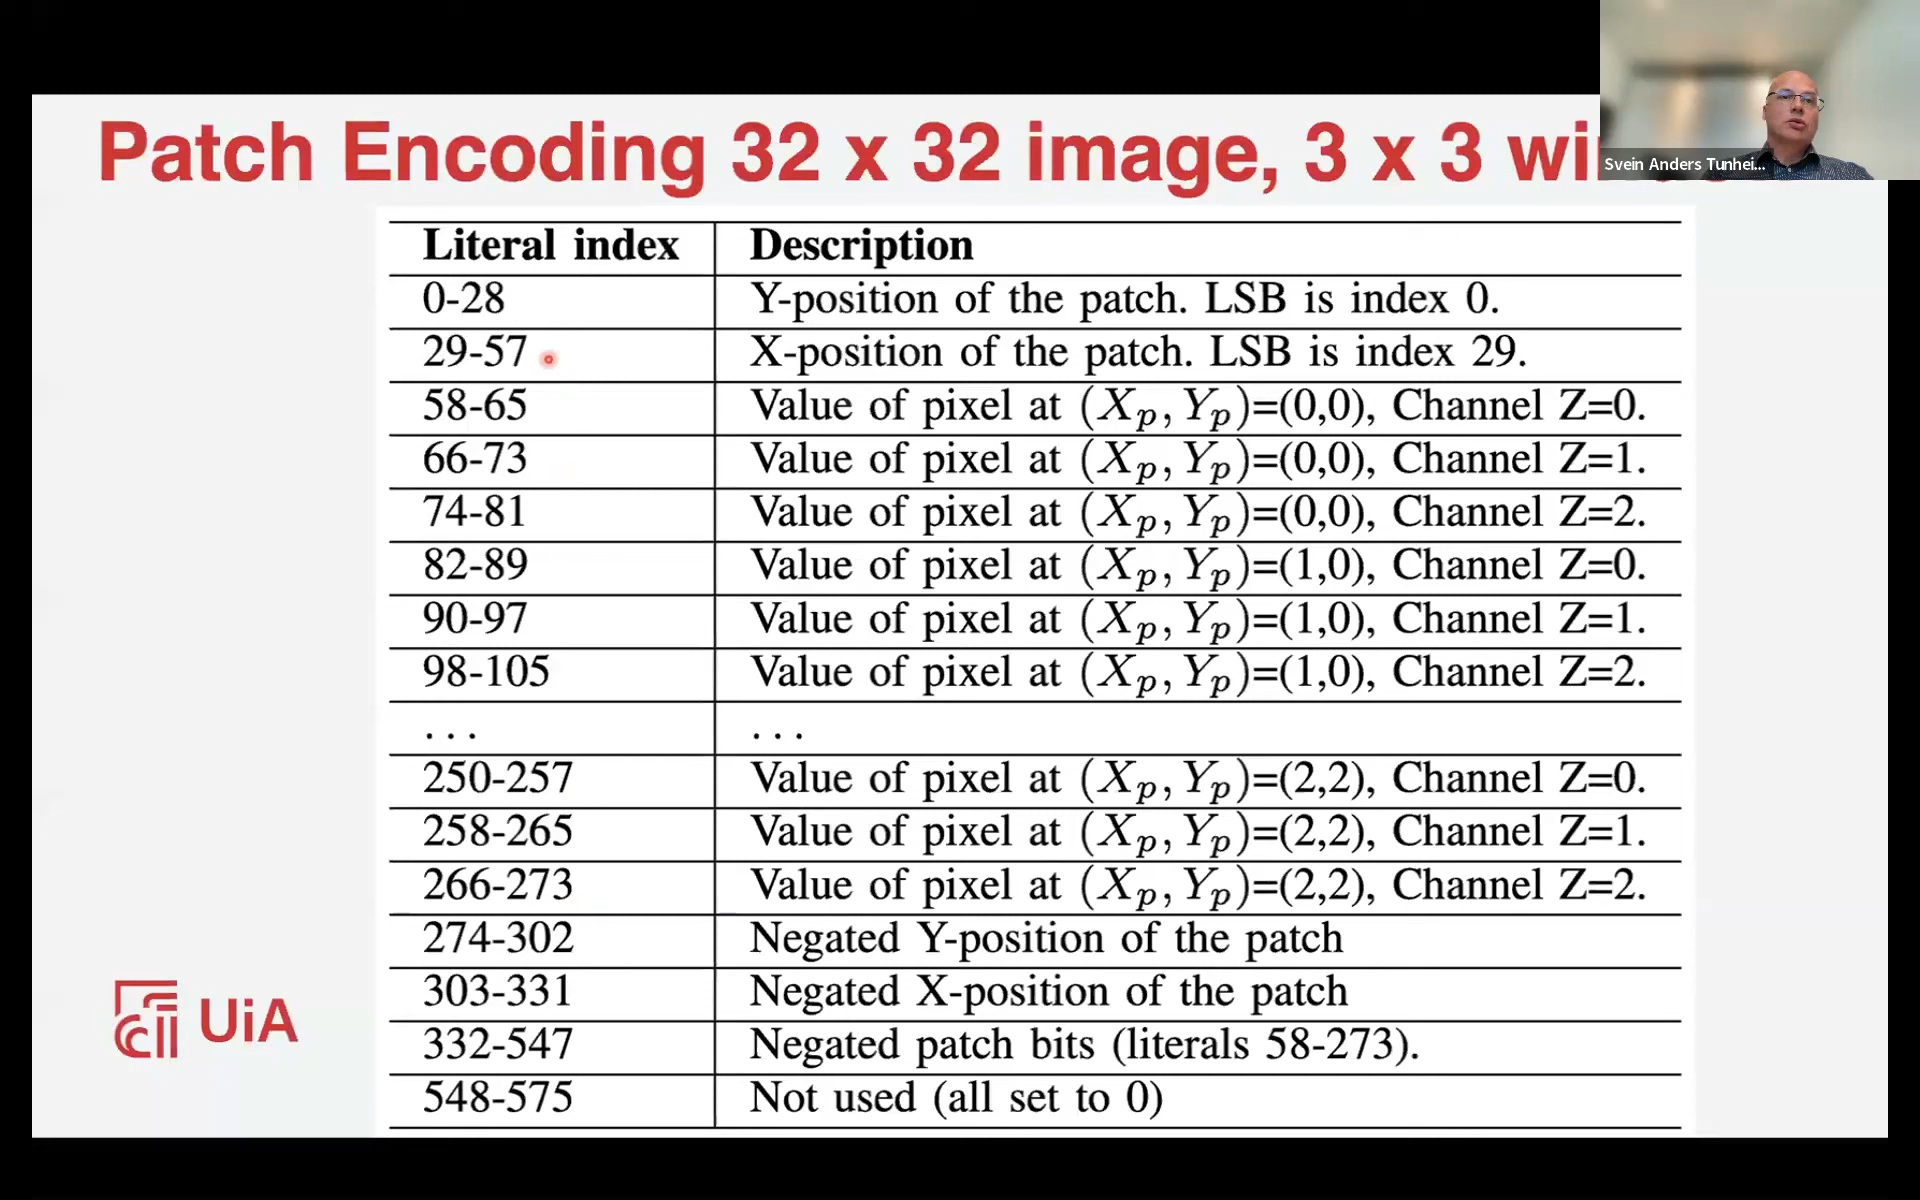 Patch Encoding 32 x 32 image, 3 x 3
Svein Anders Tunhei...
Literal index Description
0-28 Y-position of the patch. LSB is index 0.
29-57 X-position of the patch. LSB is index 29.
58-65 Value of pixel at (Xₚ, Yₚ)=(0,0), Channel Z=0.
66-73 Value of pixel at (Xₚ, Yₚ)=(0,0), Channel Z=1.
74-81 Value of pixel at (Xₚ, Yₚ)=(0,0), Channel Z=2.
82-89 Value of pixel at (Xₚ, Yₚ)=(1,0), Channel Z=0.
90-97 Value of pixel at (Xₚ, Yₚ)=(1,0), Channel Z=1.
98-105 Value of pixel at (Xₚ, Yₚ)=(1,0), Channel Z=2.
... ...
250-257 Value of pixel at (Xₚ, Yₚ)=(2,2), Channel Z=0.
258-265 Value of pixel at (Xₚ, Yₚ)=(2,2), Channel Z=1.
266-273 Value of pixel at (Xₚ, Yₚ)=(2,2), Channel Z=2.
274-302 Negated Y-position of the patch
303-331 Negated X-position of the patch
332-547 Negated patch bits (literals 58-273).
548-575 Not used (all set to 0)
UiA